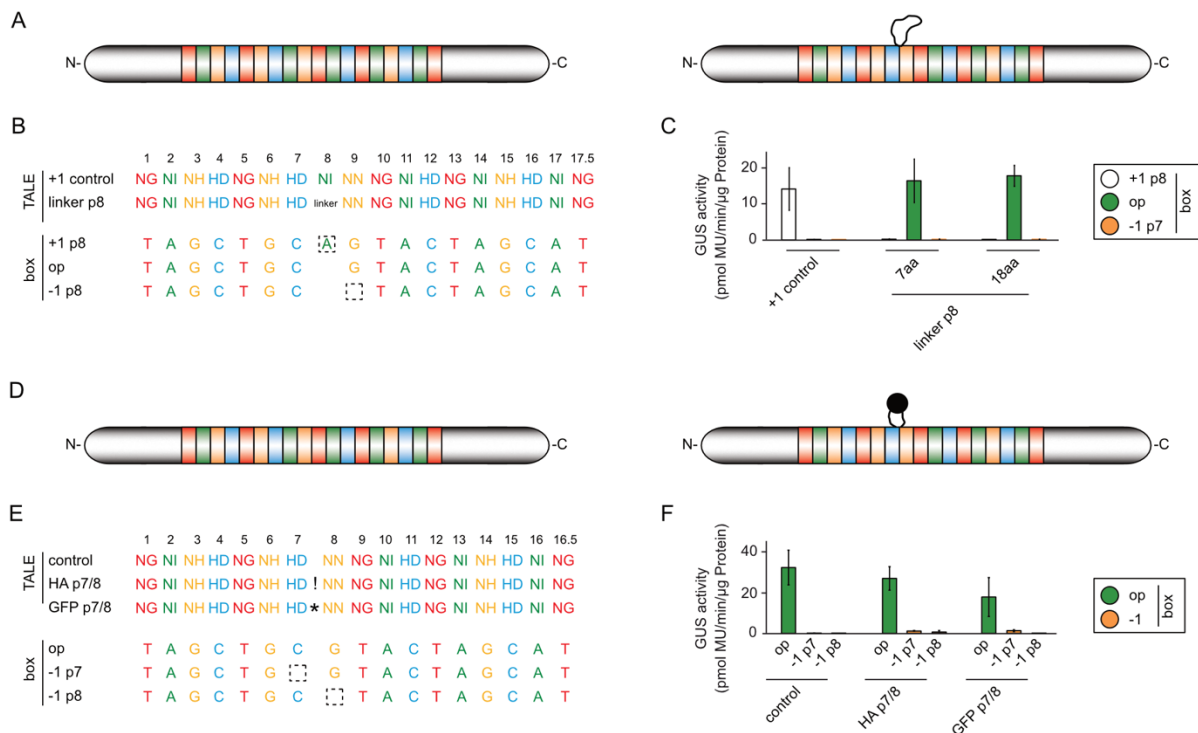 A
N- -C N- -C
B
1 2 3 4 5 6 7 8 9 10 11 12 13 14 15 16 17 17.5
TALE
+1 control NG NI NH HD NG NH HD NI NN NG NI HD NG NI NH HD NI NG
linker p8 NG NI NH HD NG NH HD linker NN NG NI HD NG NI NH HD NI NG
box
+1 p8 T A G C T G C A G T A C T A G C A T
op T A G C T G C G T A C T A G C A T
-1 p8 T A G C T G C T A C T A G C A T
C
GUS activity
(pmol MU/min/µg Protein)
20
10
0
+1 control
7aa
18aa
linker p8
+1 p8
op
-1 p7
box
D
N- -C N- -C
E
1 2 3 4 5 6 7 8 9 10 11 12 13 14 15 16 16.5
TALE
control NG NI NH HD NG NH HD NN NG NI HD NG NI NH HD NI NG
HA p7/8 NG NI NH HD NG NH HD ! NN NG NI HD NG NI NH HD NI NG
GFP p7/8 NG NI NH HD NG NH HD * NN NG NI HD NG NI NH HD NI NG
box
op T A G C T G C G T A C T A G C A T
-1 p7 T A G C T G G T A C T A G C A T
-1 p8 T A G C T G C T A C T A G C A T
F
GUS activity
(pmol MU/min/µg Protein)
40
20
0
op -1 p7 -1 p8 op -1 p7 -1 p8 op -1 p7 -1 p8
control
HA p7/8
GFP p7/8
op
-1
box